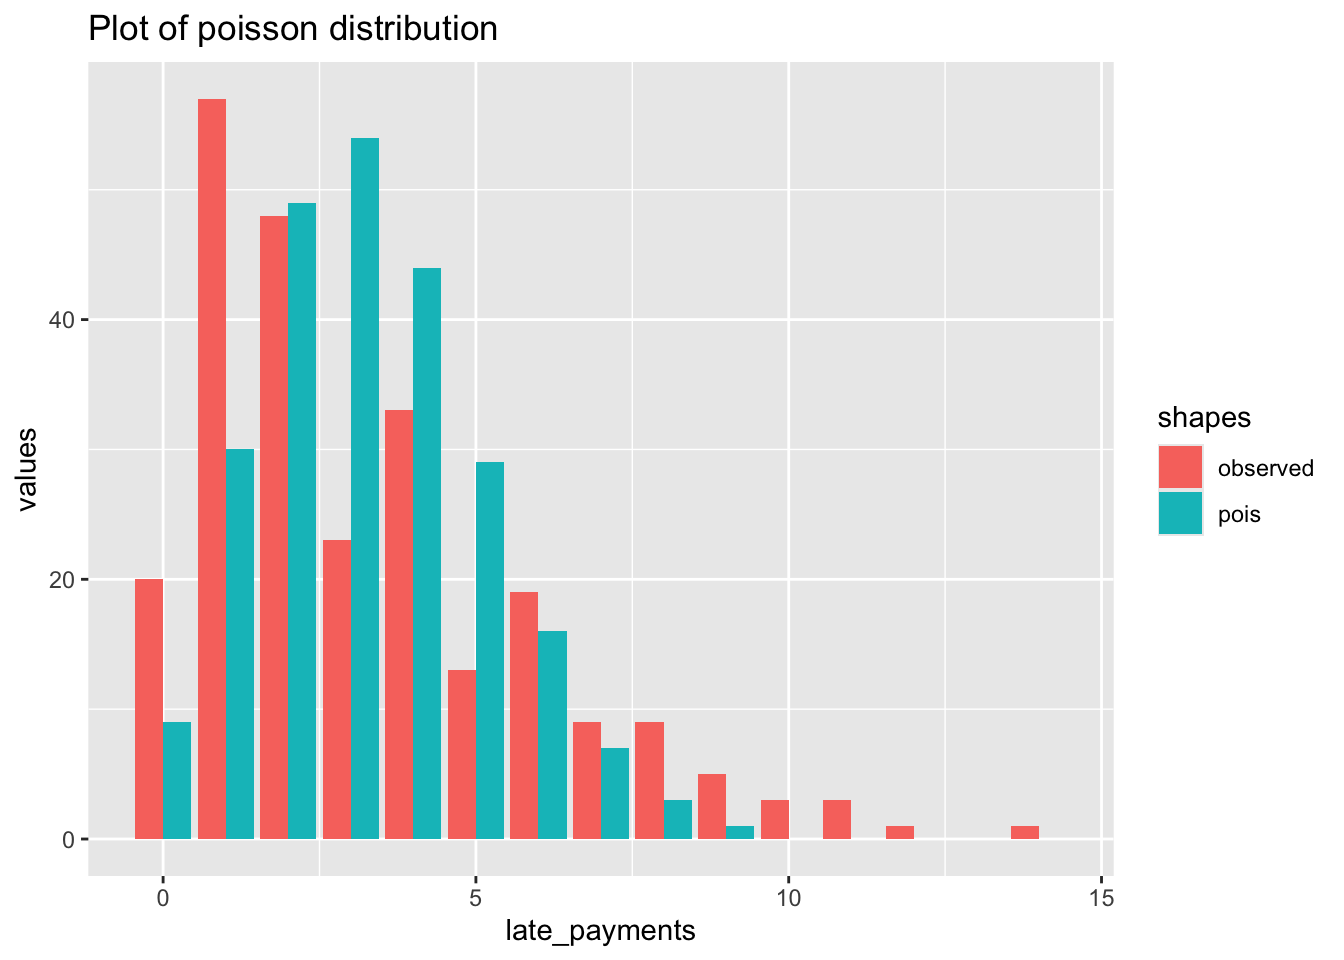 Plot of poisson distribution
40
20
0
values
0 5 10 15
late_payments
shapes
observed
pois